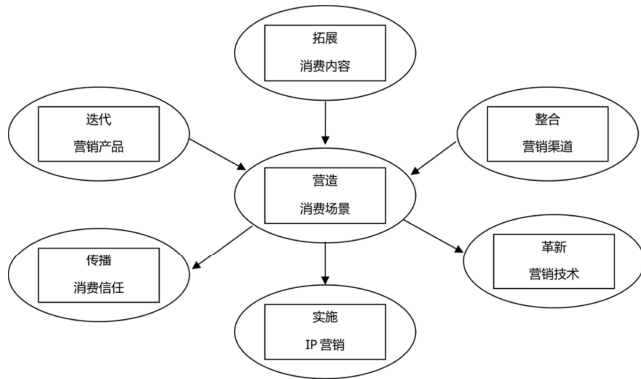 拓展
消费内容
迭代
营销产品
整合
营销渠道
营造
消费场景
传播
消费信任
革新
营销技术
实施
IP 营销